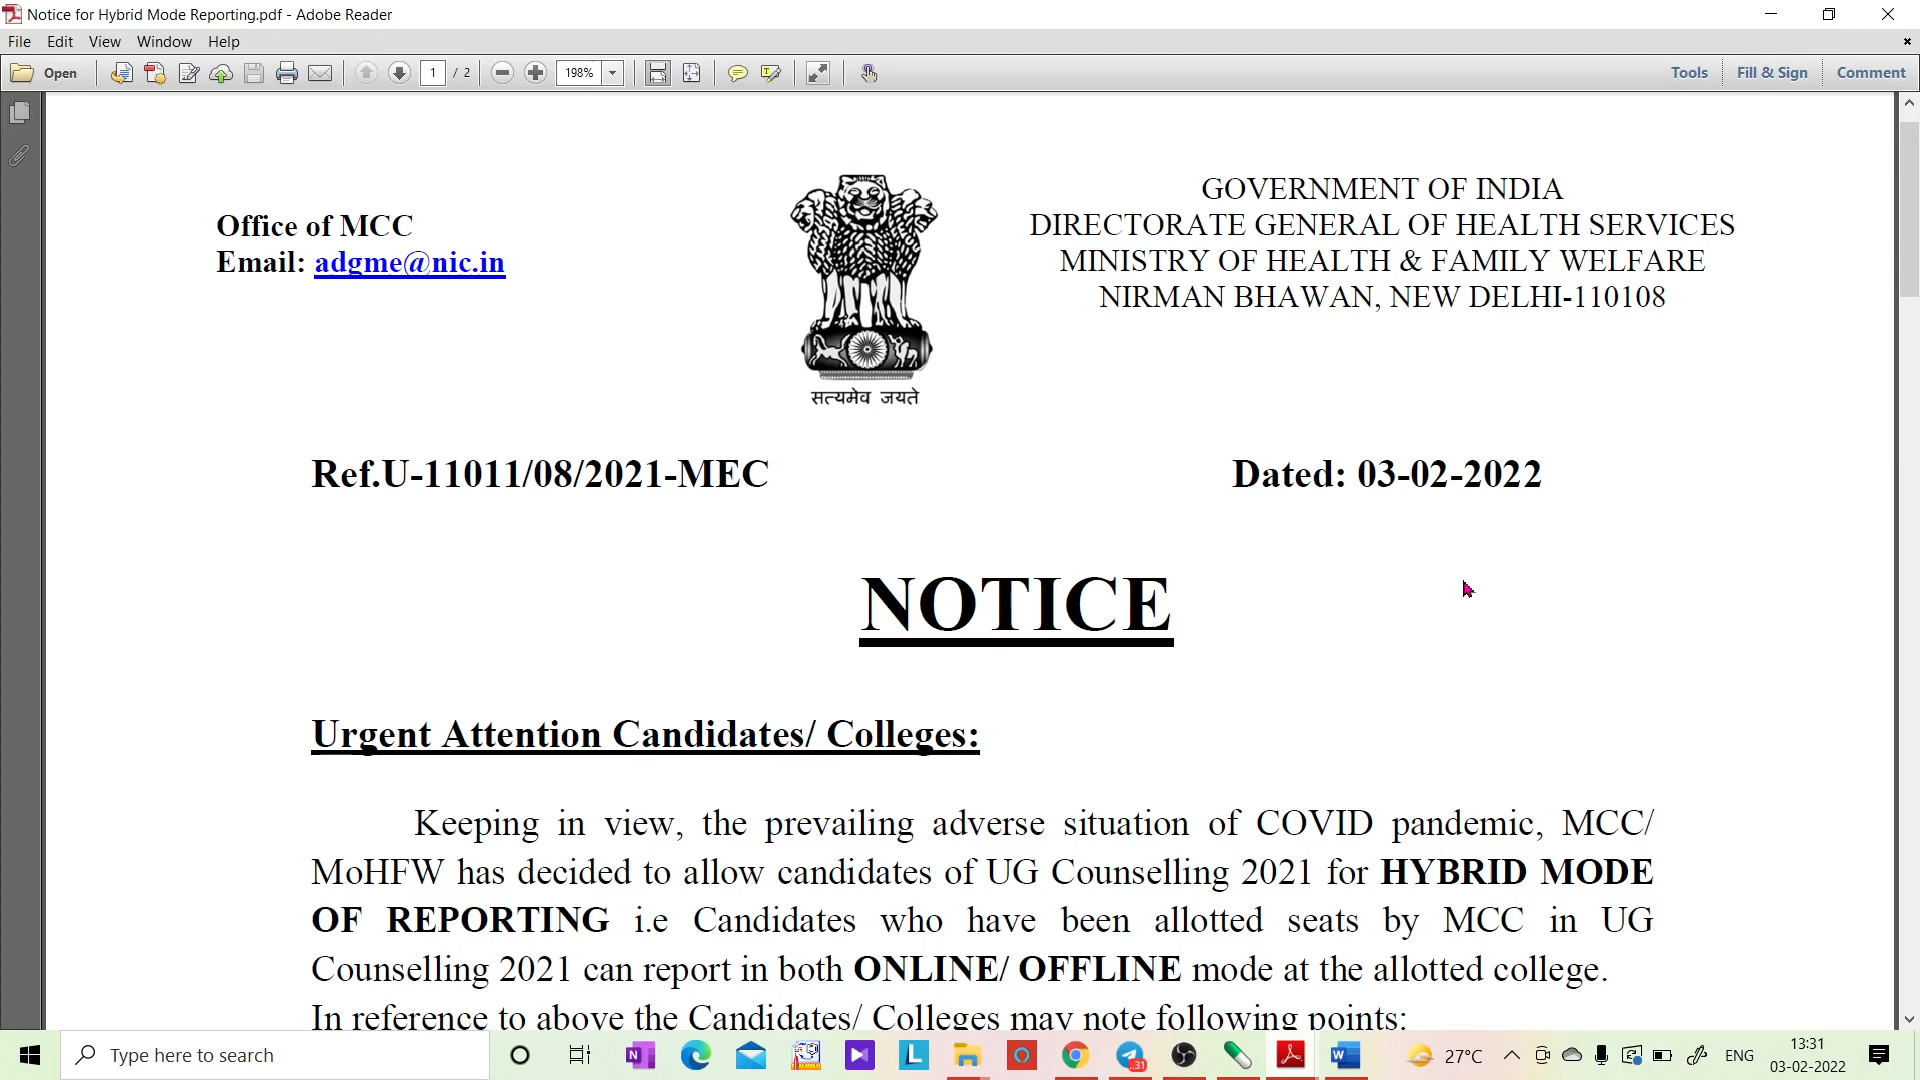 Notice for Hybrid Mode Reporting.pdf - Adobe Reader
File Edit View Window Help
Open 1 / 2 198% Tools Fill & Sign Comment
Office of MCC
Email: adgme@nic.in
सत्यमेव जयते
GOVERNMENT OF INDIA
DIRECTORATE GENERAL OF HEALTH SERVICES
MINISTRY OF HEALTH & FAMILY WELFARE
NIRMAN BHAWAN, NEW DELHI-110108
Ref.U-11011/08/2021-MEC Dated: 03-02-2022
NOTICE
Urgent Attention Candidates/ Colleges:
Keeping in view, the prevailing adverse situation of COVID pandemic, MCC/
MoHFW has decided to allow candidates of UG Counselling 2021 for HYBRID MODE
OF REPORTING i.e Candidates who have been allotted seats by MCC in UG
Counselling 2021 can report in both ONLINE/ OFFLINE mode at the allotted college.
In reference to above the Candidates/ Colleges may note following points:
Type here to search
27°C ENG 13:31
03-02-2022